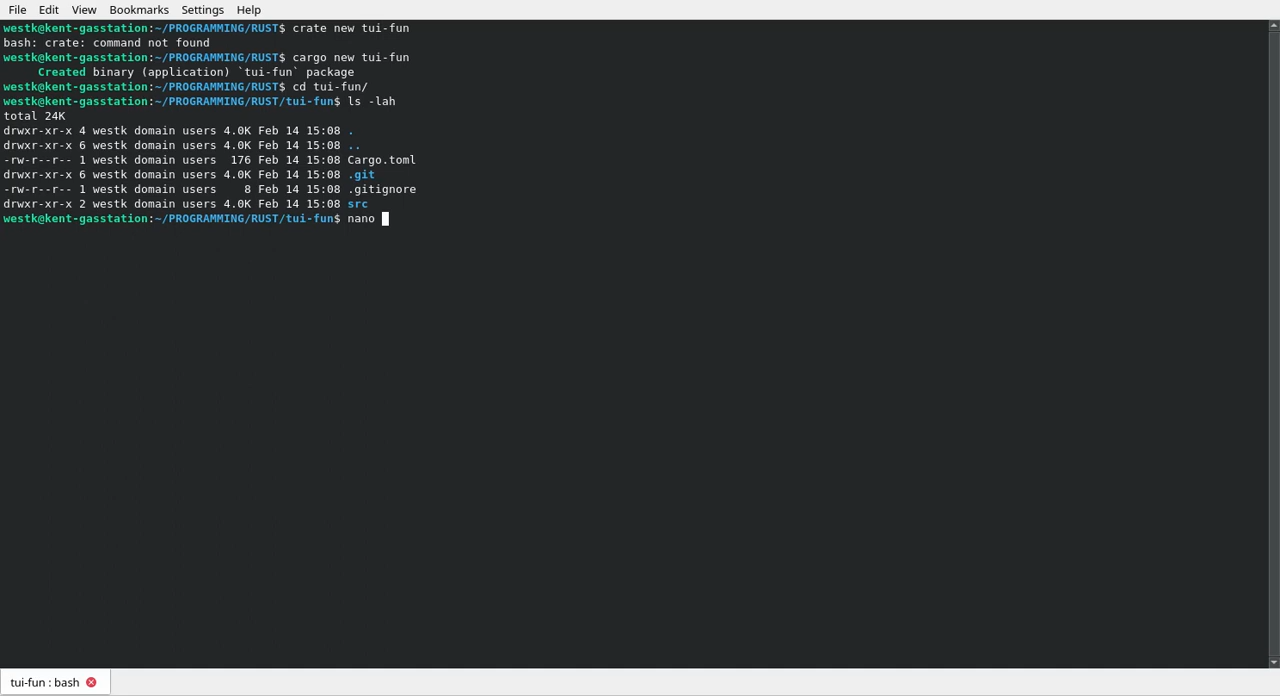 File Edit View Bookmarks Settings Help
westk@kent-gasstation:~/PROGRAMMING/RUST$ crate new tui-fun
bash: crate: command not found
westk@kent-gasstation:~/PROGRAMMING/RUST$ cargo new tui-fun
     Created binary (application) `tui-fun` package
westk@kent-gasstation:~/PROGRAMMING/RUST$ cd tui-fun/
westk@kent-gasstation:~/PROGRAMMING/RUST/tui-fun$ ls -lah
total 24K
drwxr-xr-x 4 westk domain users 4.0K Feb 14 15:08 .
drwxr-xr-x 6 westk domain users 4.0K Feb 14 15:08 ..
-rw-r--r-- 1 westk domain users  176 Feb 14 15:08 Cargo.toml
drwxr-xr-x 6 westk domain users 4.0K Feb 14 15:08 .git
-rw-r--r-- 1 westk domain users    8 Feb 14 15:08 .gitignore
drwxr-xr-x 2 westk domain users 4.0K Feb 14 15:08 src
westk@kent-gasstation:~/PROGRAMMING/RUST/tui-fun$ nano
tui-fun : bash